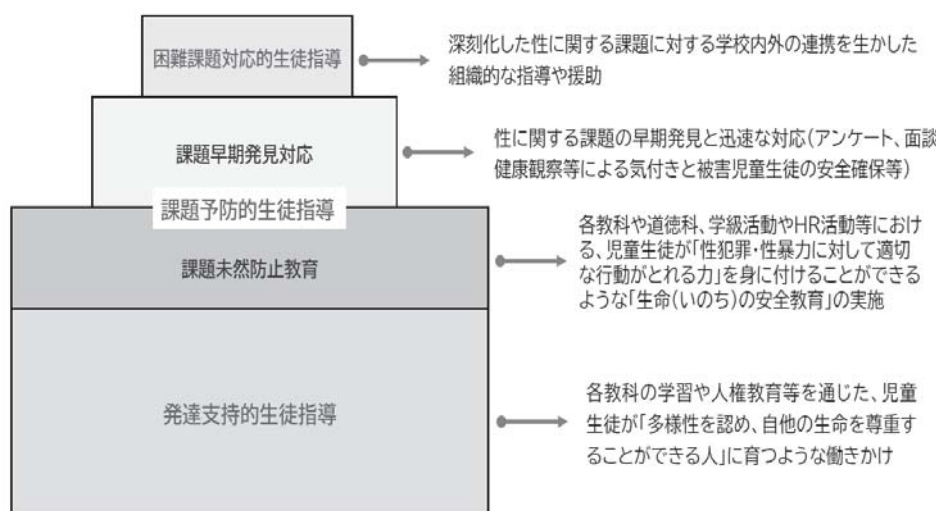 困難課題対応的生徒指導
深刻化した性に関する課題に対する学校内外の連携を生かした
組織的な指導や援助
課題早期発見対応
性に関する課題の早期発見と迅速な対応(アンケート、面談
健康観察等による気付きと被害児童生徒の安全確保等)
課題予防的生徒指導
課題未然防止教育
各教科や道徳科、学級活動やHR活動等におけ
る、児童生徒が「性犯罪・性暴力に対して適切
な行動がとれる力」を身に付けることができる
ような「生命(いのち)の安全教育」の実施
発達支持的生徒指導
各教科の学習や人権教育等を通じた、児童
生徒が「多様性を認め、自他の生命を尊重す
ることができる人」に育つような働きかけ